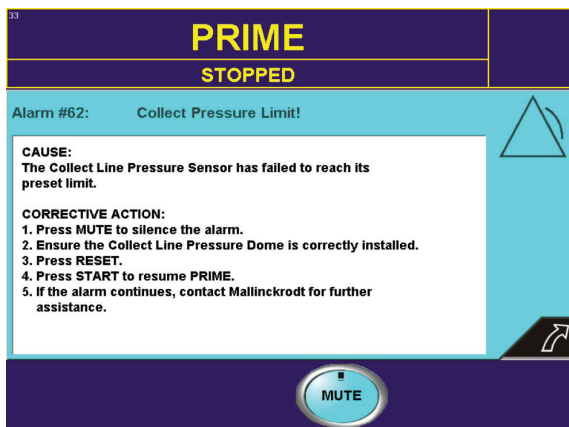 33
PRIME
STOPPED
Alarm #62: Collect Pressure Limit!
CAUSE:
The Collect Line Pressure Sensor has failed to reach its
preset limit.
CORRECTIVE ACTION:
1. Press MUTE to silence the alarm.
2. Ensure the Collect Line Pressure Dome is correctly installed.
3. Press RESET.
4. Press START to resume PRIME.
5. If the alarm continues, contact Mallinckrodt for further
assistance.
MUTE